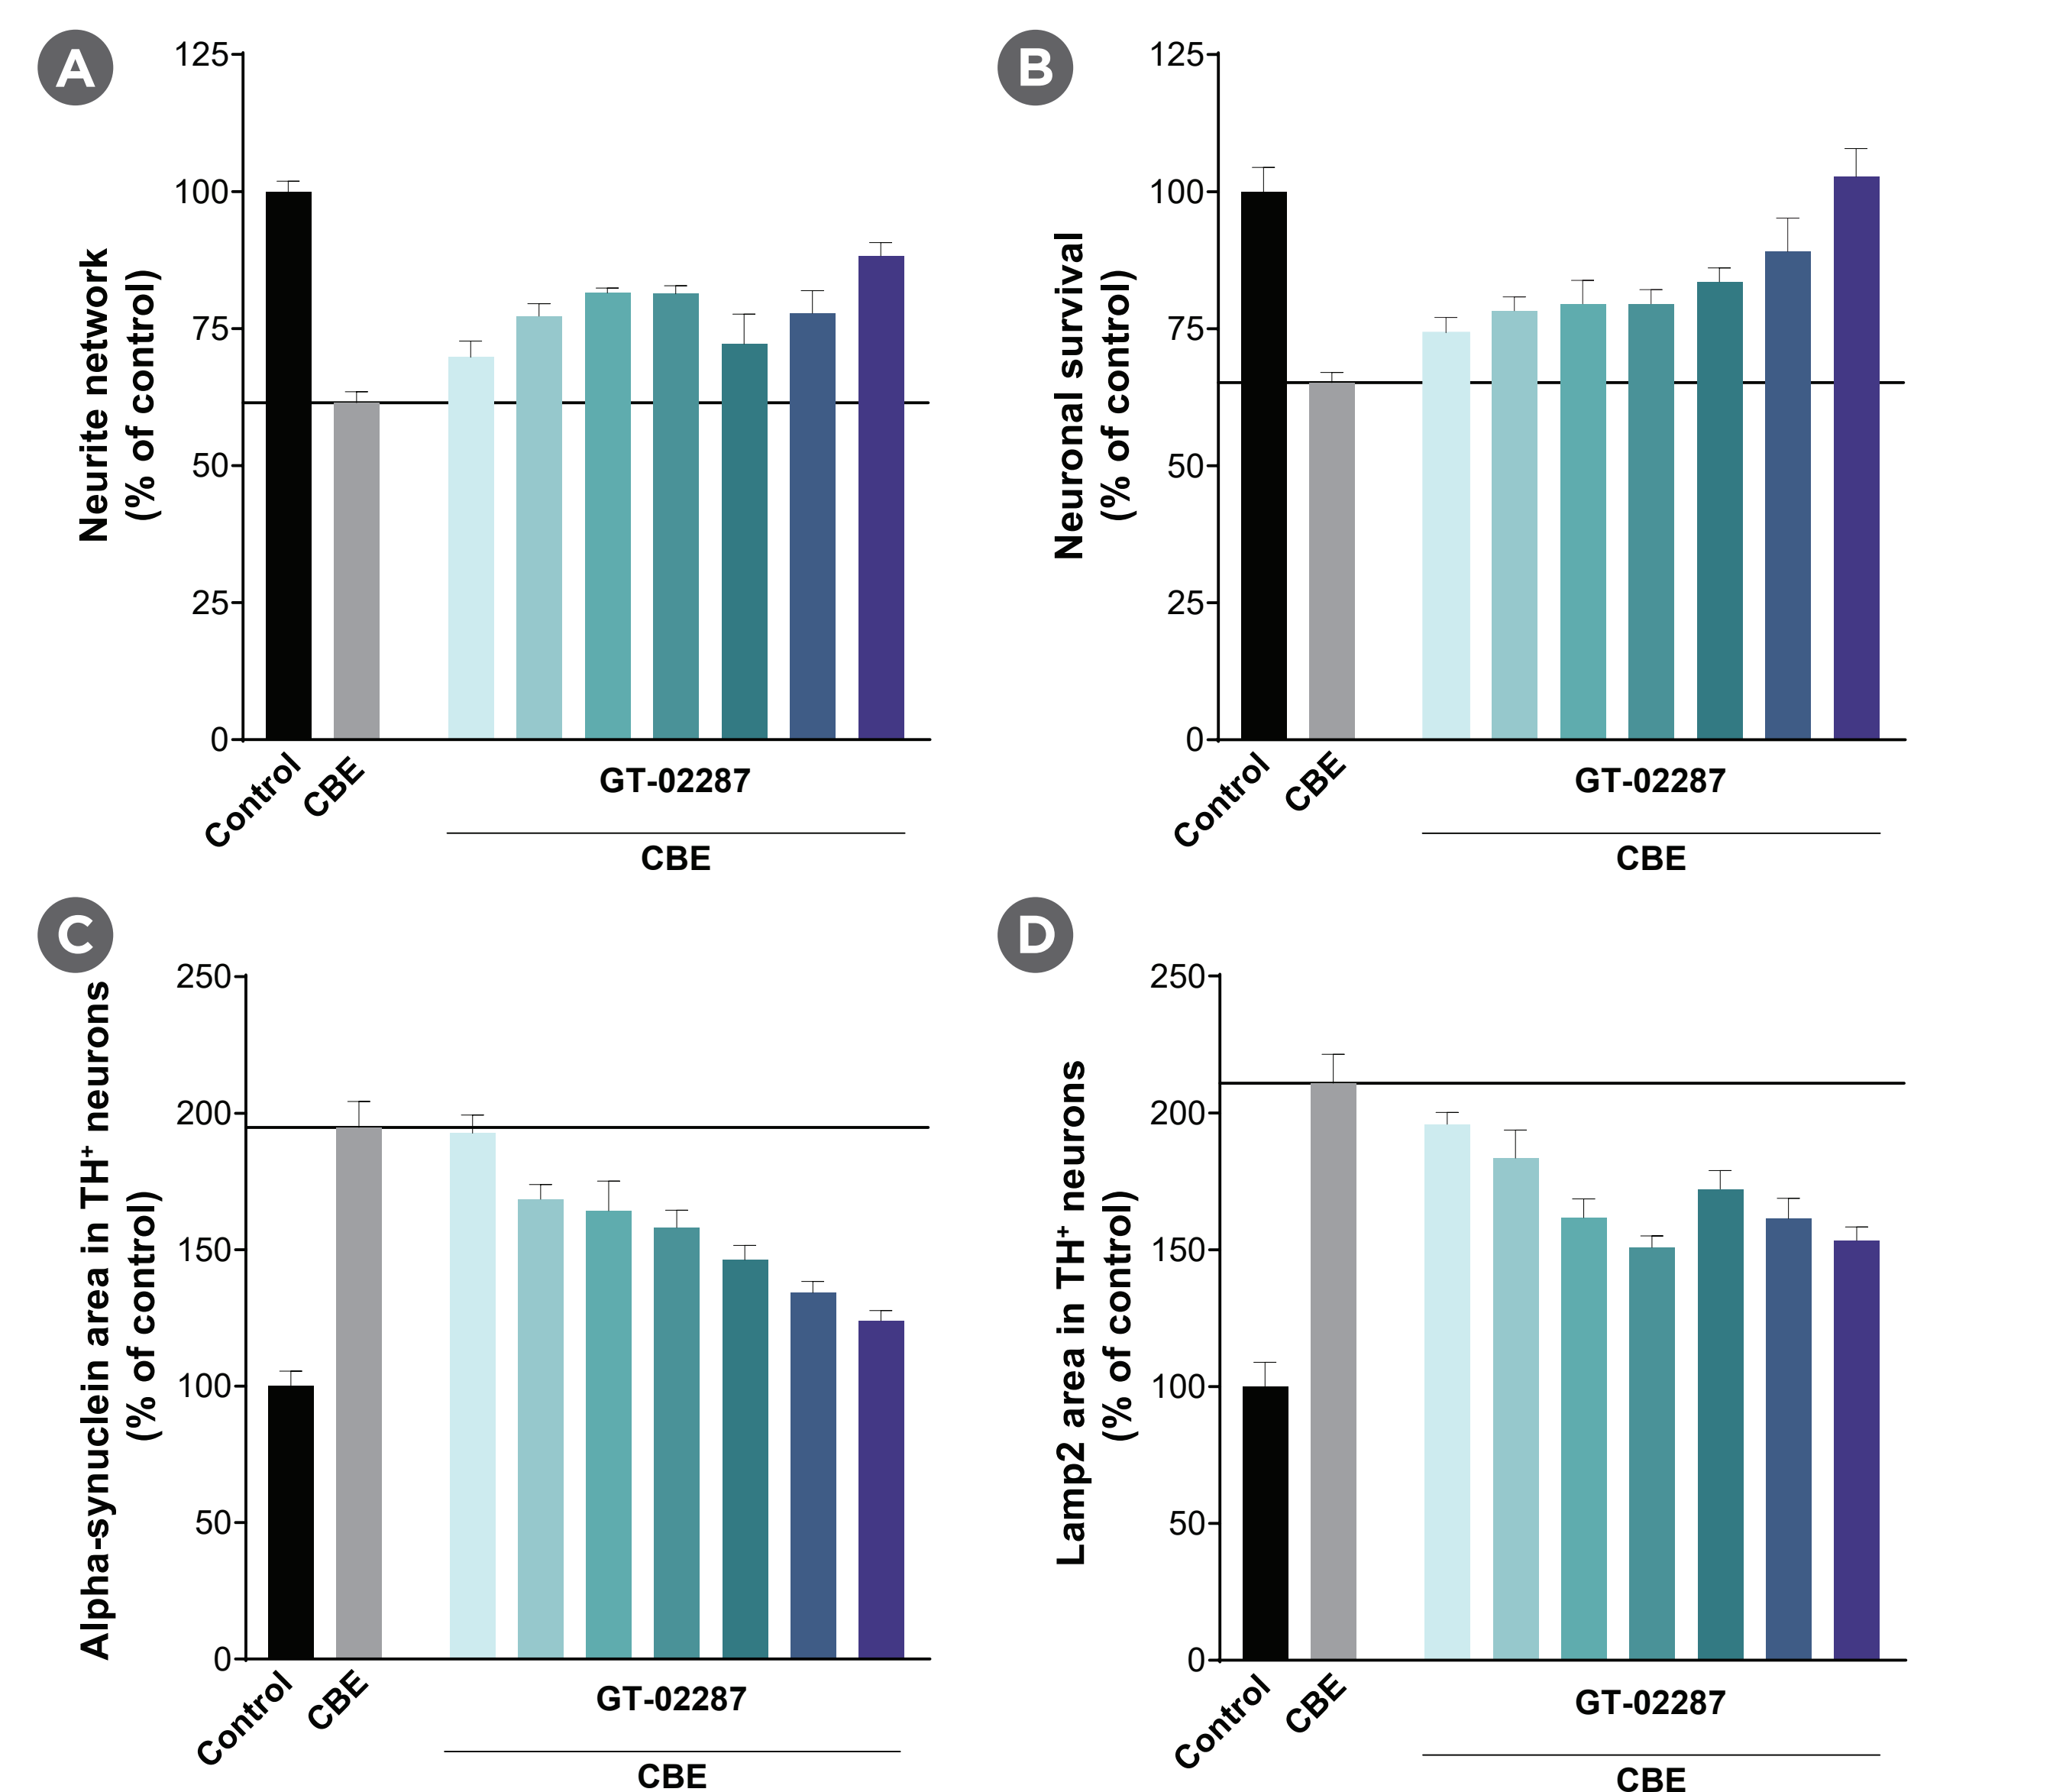 A
Neurite network
(% of control)
125
100
75
50
25
0
Control
CBE
GT-02287
CBE
B
Neuronal survival
(% of control)
125
100
75
50
25
0
Control
CBE
GT-02287
CBE
C
Alpha-synuclein area in TH⁺ neurons
(% of control)
250
200
150
100
50
0
Control
CBE
GT-02287
CBE
D
Lamp2 area in TH⁺ neurons
(% of control)
250
200
150
100
50
0
Control
CBE
GT-02287
CBE